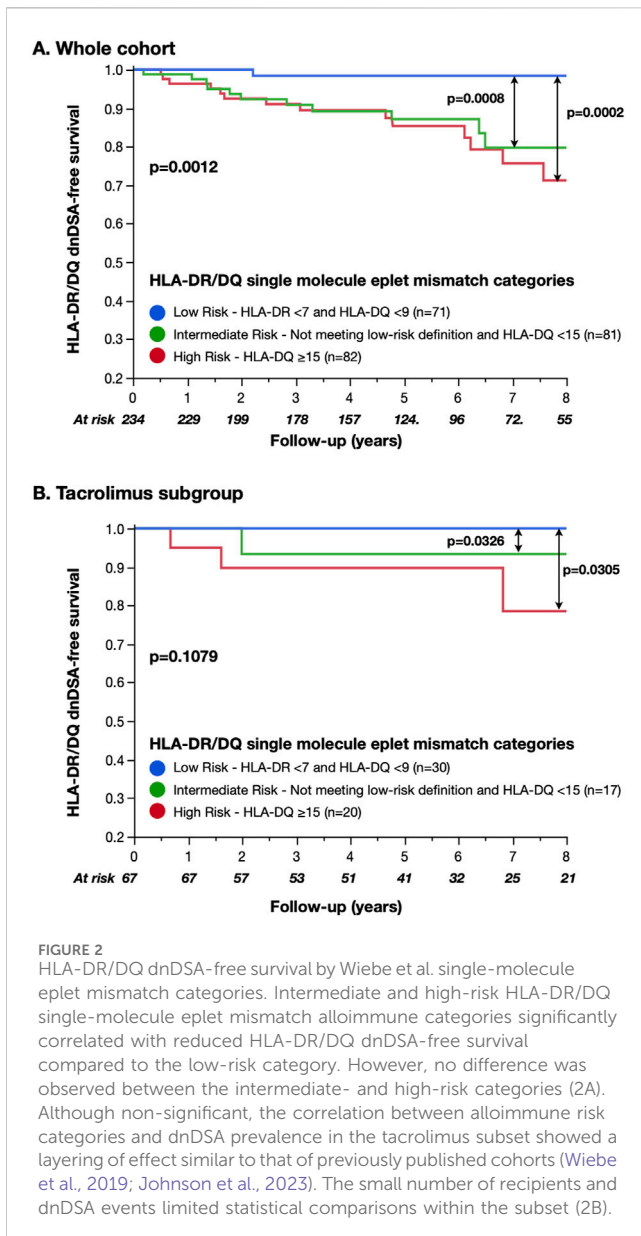 A. Whole cohort
HLA-DR/DQ dnDSA-free survival
1.0
0.9
0.8
0.7
0.6
0.5
0.4
0.3
0.2
p=0.0008
p=0.0002
p=0.0012
HLA-DR/DQ single molecule eplet mismatch categories
Low Risk - HLA-DR <7 and HLA-DQ <9 (n=71)
Intermediate Risk - Not meeting low-risk definition and HLA-DQ <15 (n=81)
High Risk - HLA-DQ ≥15 (n=82)
0 1 2 3 4 5 6 7 8
At risk 234 229 199 178 157 124. 96 72. 55
Follow-up (years)
B. Tacrolimus subgroup
HLA-DR/DQ dnDSA-free survival
1.0
0.9
0.8
0.7
0.6
0.5
0.4
0.3
0.2
p=0.0326
p=0.0305
p=0.1079
HLA-DR/DQ single molecule eplet mismatch categories
Low Risk - HLA-DR <7 and HLA-DQ <9 (n=30)
Intermediate Risk - Not meeting low-risk definition and HLA-DQ <15 (n=17)
High Risk - HLA-DQ ≥15 (n=20)
0 1 2 3 4 5 6 7 8
At risk 67 67 57 53 51 41 32 25 21
Follow-up (years)
FIGURE 2
HLA-DR/DQ dnDSA-free survival by Wiebe et al. single-molecule
eplet mismatch categories. Intermediate and high-risk HLA-DR/DQ
single-molecule eplet mismatch alloimmune categories significantly
correlated with reduced HLA-DR/DQ dnDSA-free survival
compared to the low-risk category. However, no difference was
observed between the intermediate- and high-risk categories (2A).
Although non-significant, the correlation between alloimmune risk
categories and dnDSA prevalence in the tacrolimus subset showed a
layering of effect similar to that of previously published cohorts (Wiebe
et al., 2019; Johnson et al., 2023). The small number of recipients and
dnDSA events limited statistical comparisons within the subset (2B).